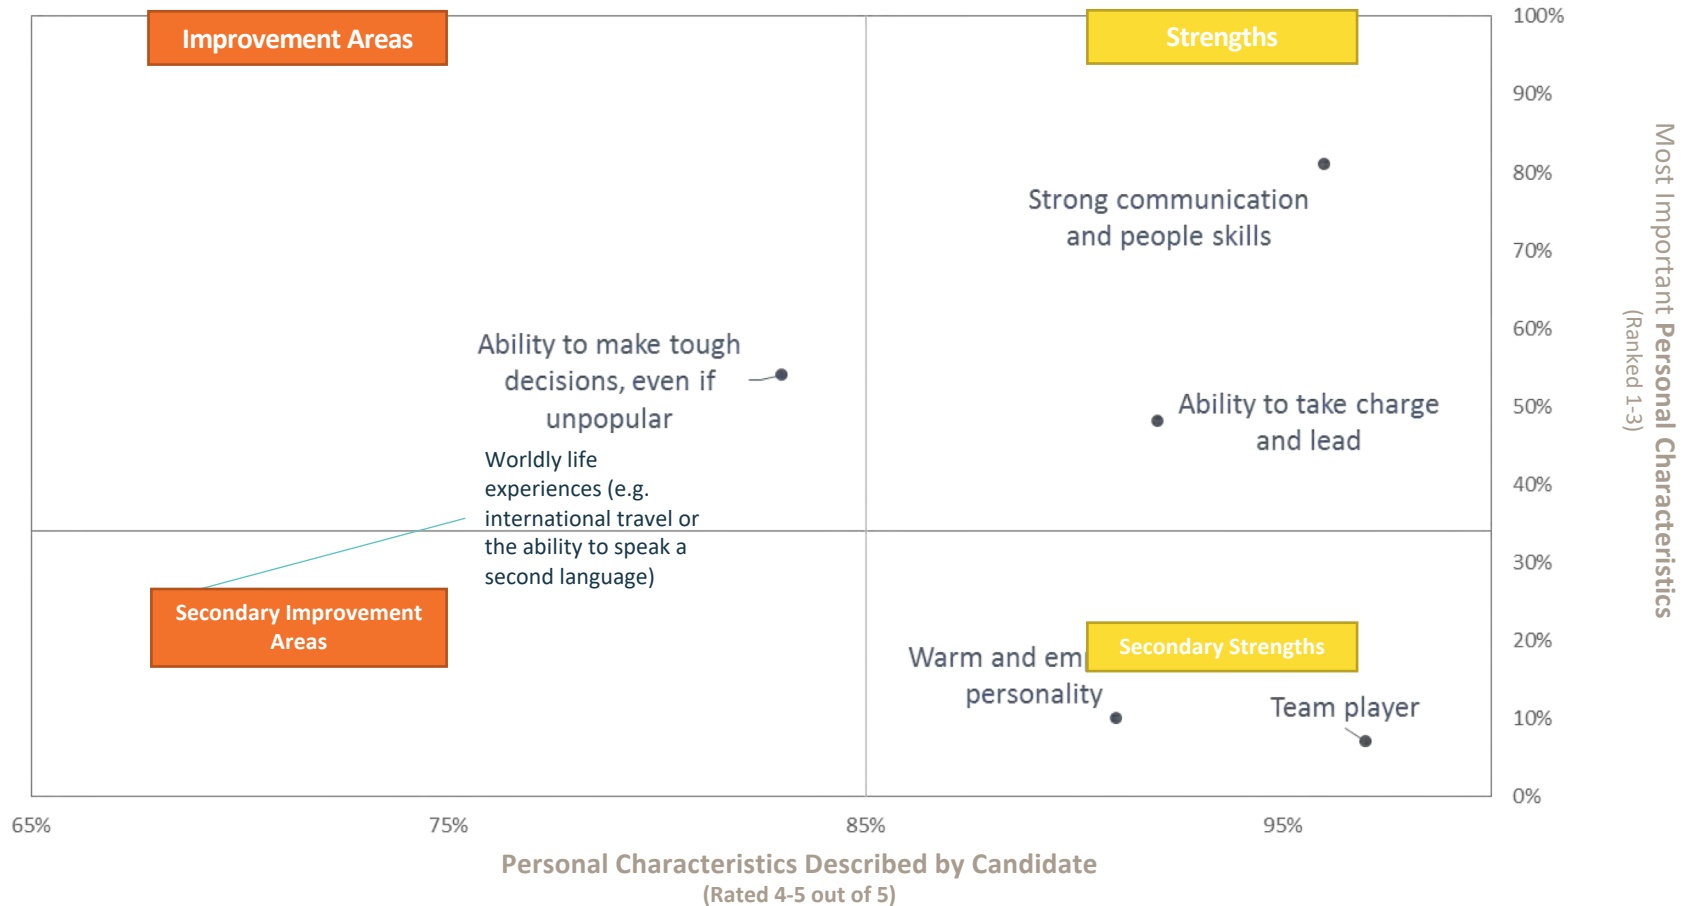 Improvement Areas
Strengths
100%
90%
80%
70%
60%
50%
40%
30%
20%
10%
0%
Strong communication
and people skills
Ability to make tough
decisions, even if
unpopular
Ability to take charge
and lead
Worldly life
experiences (e.g.
international travel or
the ability to speak a
second language)
Secondary Improvement
Areas
Secondary Strengths
Warm and
personality
Team player
65%
75%
85%
95%
Personal Characteristics Described by Candidate
(Rated 4-5 out of 5)
Most Important Personal Characteristics
(Ranked 1-3)